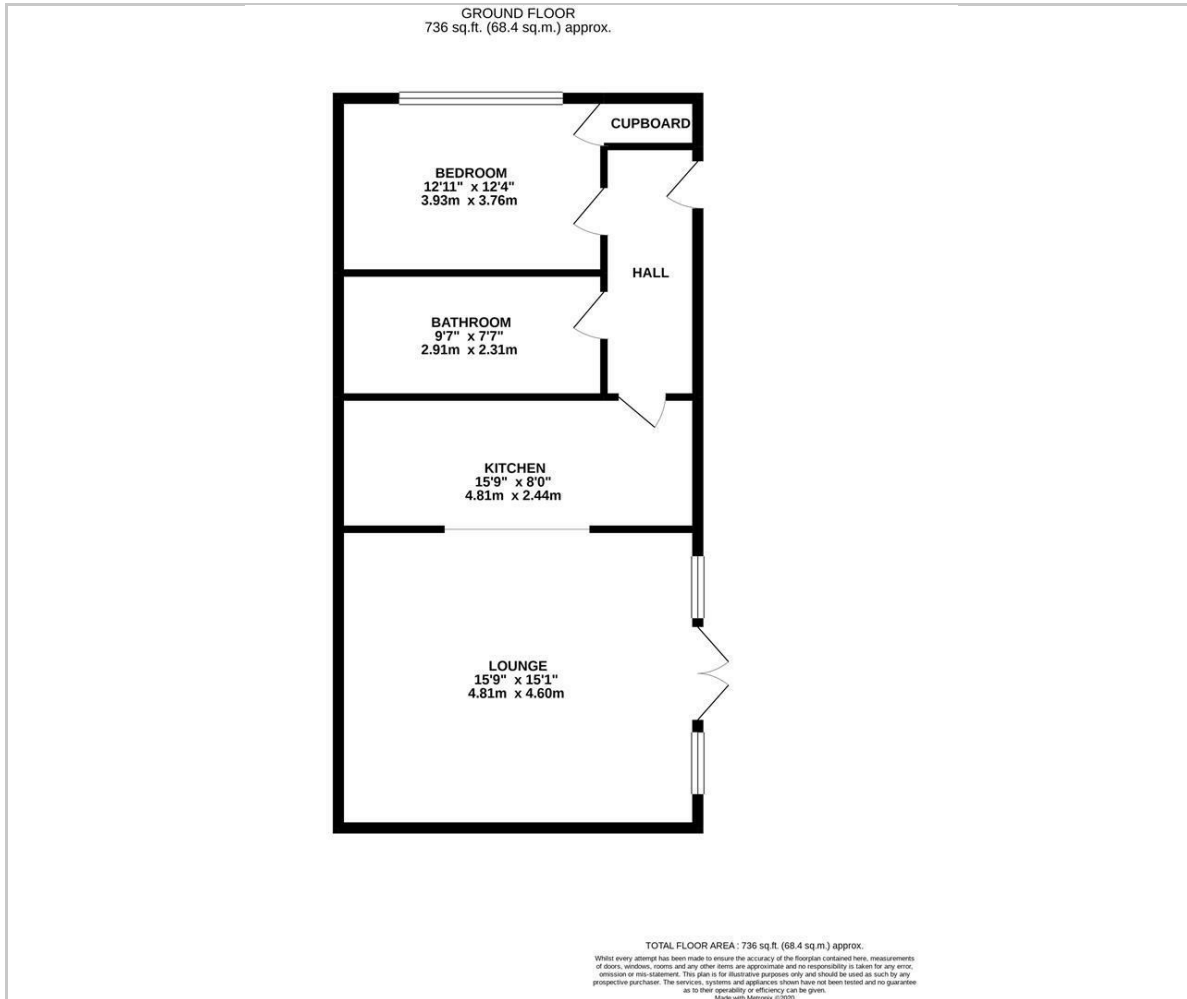 GROUND FLOOR
736 sq.ft. (68.4 sq.m.) approx.
CUPBOARD
BEDROOM
12'11" x 12'4"
3.93m x 3.76m
HALL
BATHROOM
9'7" x 7'7"
2.91m x 2.31m
KITCHEN
15'9" x 8'0"
4.81m x 2.44m
LOUNGE
15'9" x 15'1"
4.81m x 4.60m
TOTAL FLOOR AREA : 736 sq.ft. (68.4 sq.m.) approx.
Whilst every attempt has been made to ensure the accuracy of the floorplan contained here, measurements
of doors, windows, rooms and any other items are approximate and no responsibility is taken for any error,
omission or mis-statement. This plan is for illustrative purposes only and should be used as such by any
prospective purchaser. The services, systems and appliances shown have not been tested and no guarantee
as to their operability or efficiency can be given.
Made with Metropix ©2020